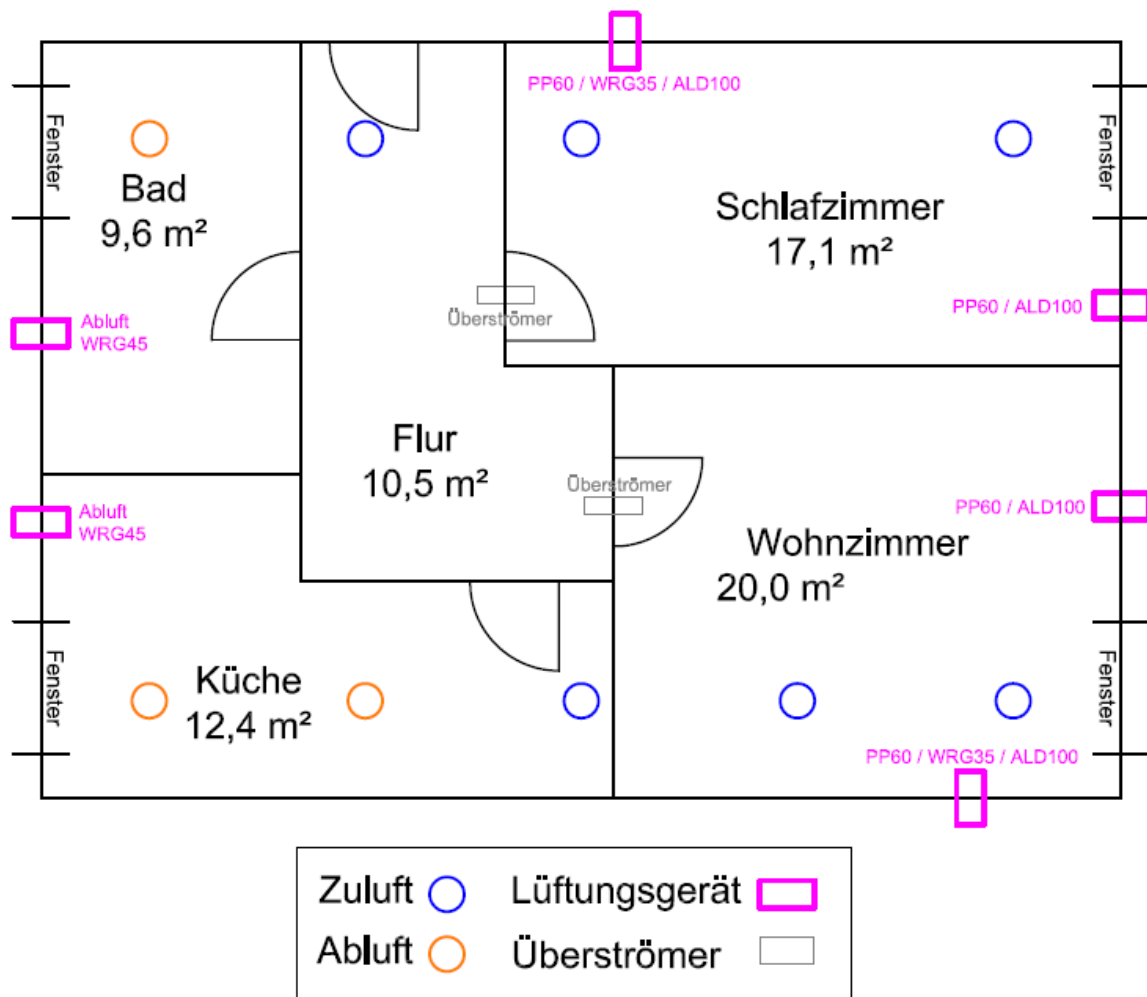 PP60 / WRG35 / ALD100
Fenster
Bad
9,6 m²
Schlafzimmer
17,1 m²
Fenster
Abluft
WRG45
Überströmer
PP60 / ALD100
Flur
10,5 m²
Überströmer
Abluft
WRG45
PP60 / ALD100
Wohnzimmer
20,0 m²
Fenster
Küche
12,4 m²
Fenster
PP60 / WRG35 / ALD100
Zuluft
Lüftungsgerät
Abluft
Überströmer